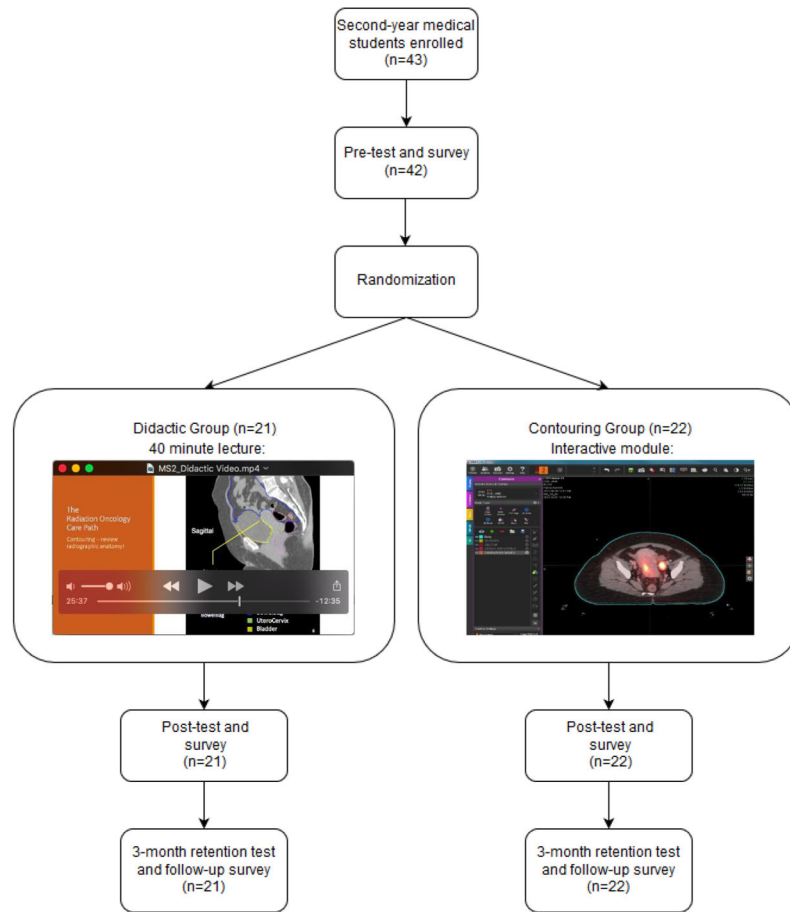 Second-year medical
students enrolled
(n=43)
Pre-test and survey
(n=42)
Randomization
Didactic Group (n=21)
40 minute lecture:
MS2_Didactic Video.mp4
The
Radiation Oncology
Care Path
Contouring - review
radiographic anatomy!
Sagittal
25:37
-12:35
UteroCervix
Bladder
Contouring Group (n=22)
Interactive module:
Post-test and
survey
(n=21)
Post-test and
survey
(n=22)
3-month retention test
and follow-up survey
(n=21)
3-month retention test
and follow-up survey
(n=22)